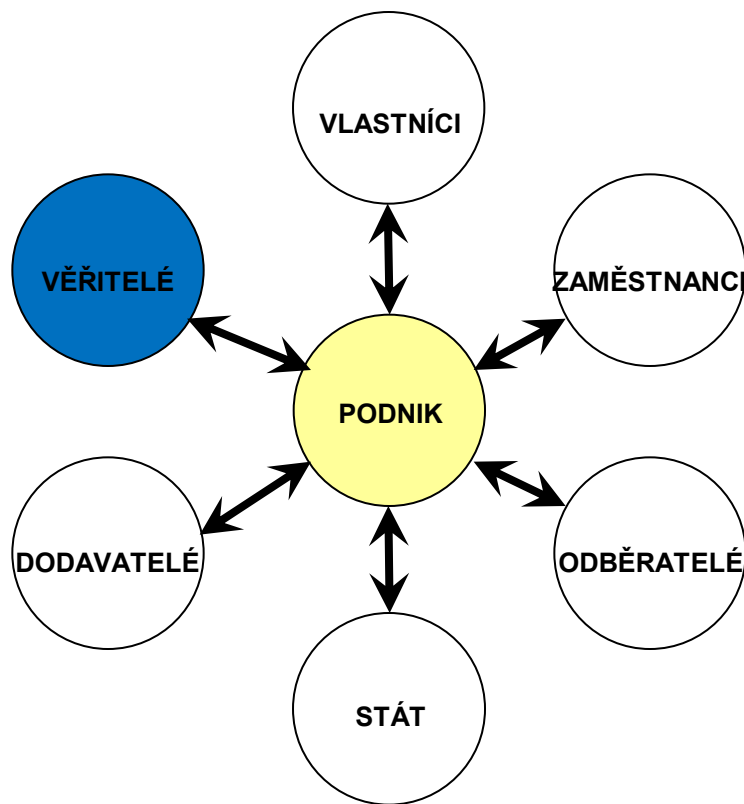 VLASTNÍCI
VĚŘITELÉ
ZAMĚSTNANCI
PODNIK
DODAVATELÉ
ODBĚRATELÉ
STÁT